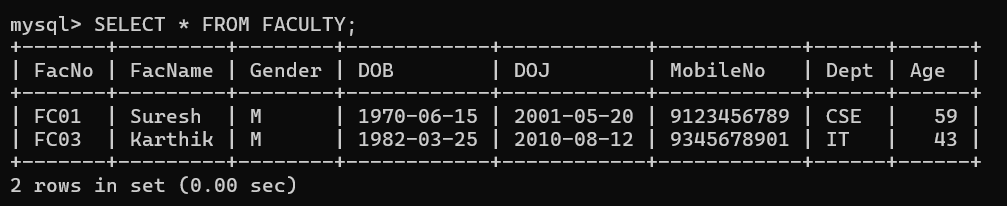 mysql> SELECT * FROM FACULTY;
+-------+---------+--------+------------+------------+------------+------+------+
| FacNo | FacName | Gender | DOB        | DOJ        | MobileNo   | Dept | Age  |
+-------+---------+--------+------------+------------+------------+------+------+
| FC01  | Suresh  | M      | 1970-06-15 | 2001-05-20 | 9123456789 | CSE  |   59 |
| FC03  | Karthik | M      | 1982-03-25 | 2010-08-12 | 9345678901 | IT   |   43 |
+-------+---------+--------+------------+------------+------------+------+------+
2 rows in set (0.00 sec)